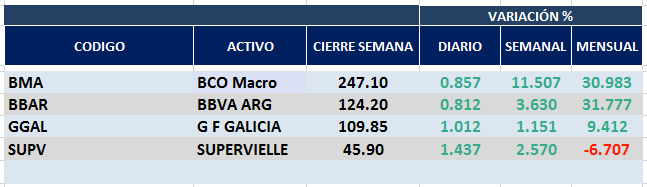 VARIACIÓN %
CODIGO ACTIVO CIERRE SEMANA DIARIO SEMANAL MENSUAL
BMA BCO Macro 247.10 0.857 11.507 30.983
BBAR BBVA ARG 124.20 0.812 3.630 31.777
GGAL G F GALICIA 109.85 1.012 1.151 9.412
SUPV SUPERVIELLE 45.90 1.437 2.570 -6.707